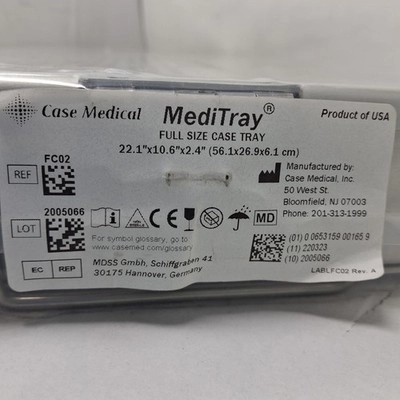 Case Medical
MediTray®
Product of USA
FULL SIZE CASE TRAY
22.1"x10.6"x2.4" (56.1x26.9x6.1 cm)
REF
FC02
LOT
2005066
Manufactured by:
Case Medical, Inc.
50 West St.
Bloomfield, NJ 07003
Phone: 201-313-1999
MD
For symbol glossary, go to:
www.casemed.com/glossary
EC REP
MDSS Gmbh, Schiffgraben 41
30175 Hannover, Germany
(01) 0 0653159 00165 9
(11) 220323
(10) 2005066
LABLFC02 Rev. A